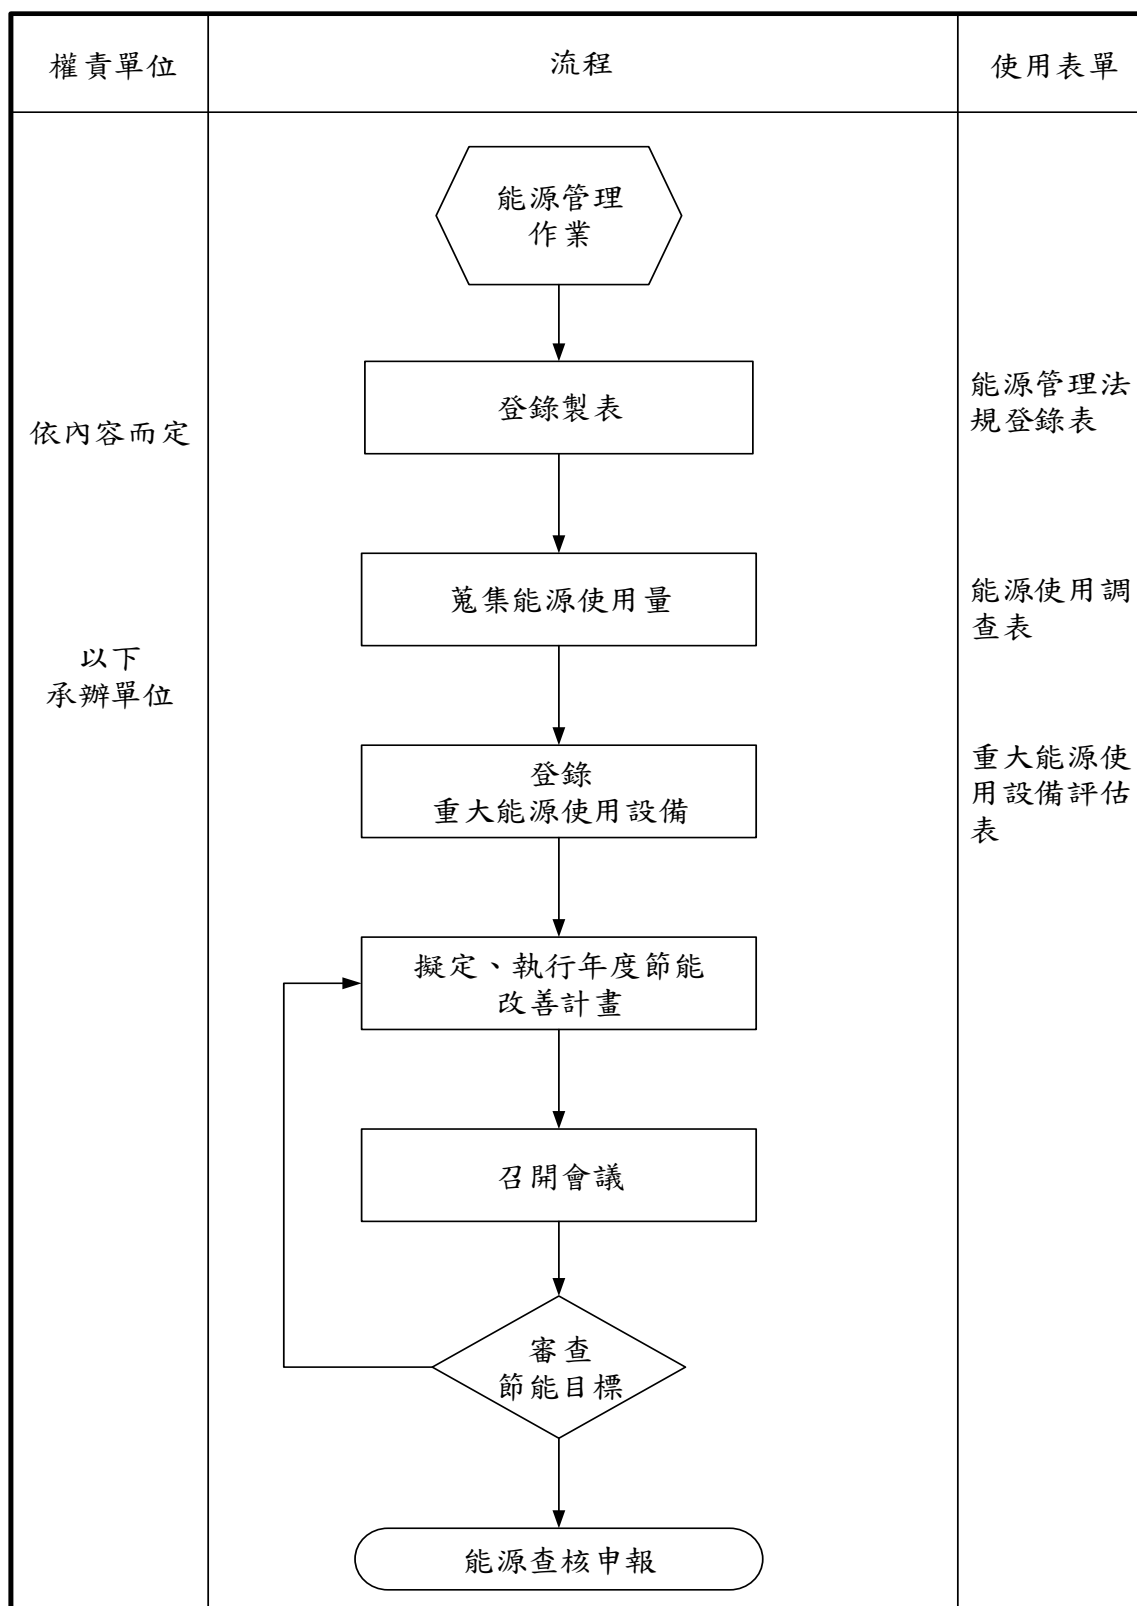 權責單位
流程
使用表單
能源管理
作業
登錄製表
能源管理法
規登錄表
依內容而定
蒐集能源使用量
能源使用調
查表
以下
承辦單位
登錄
重大能源使用設備
重大能源使
用設備評估
表
擬定、執行年度節能
改善計畫
召開會議
審查
節能目標
能源查核申報